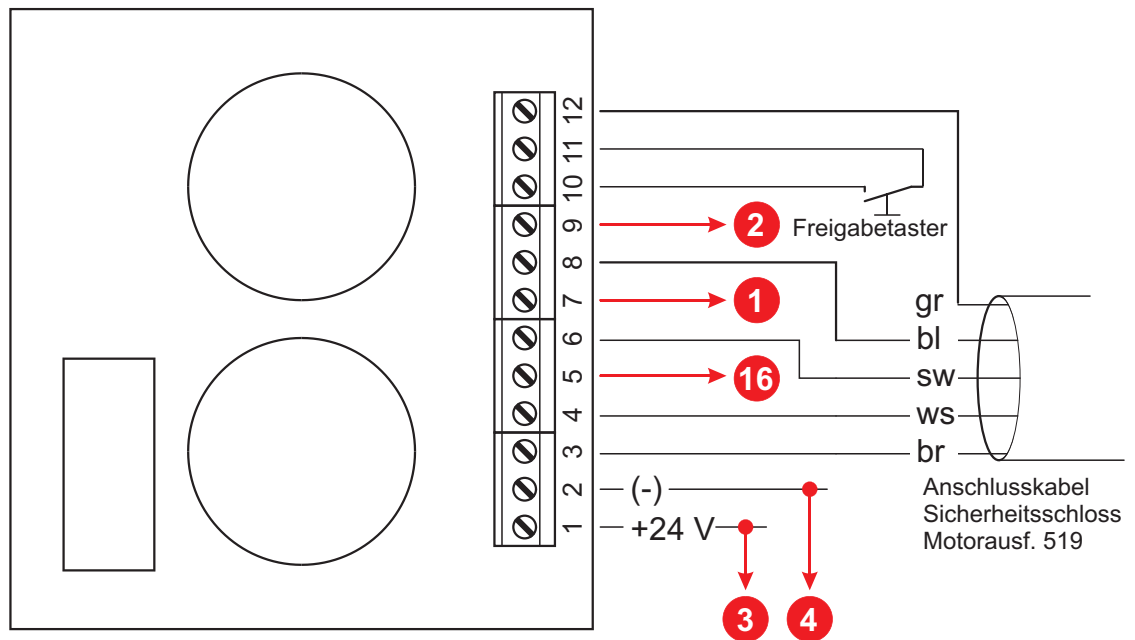 12
11
10
9 2 Freigabetaster
8
7 1 gr
6 bl
5 16 sw
4 ws
3 br
2 (-) Anschlusskabel
1 +24 V Sicherheitsschloss
Motorausf. 519
3 4